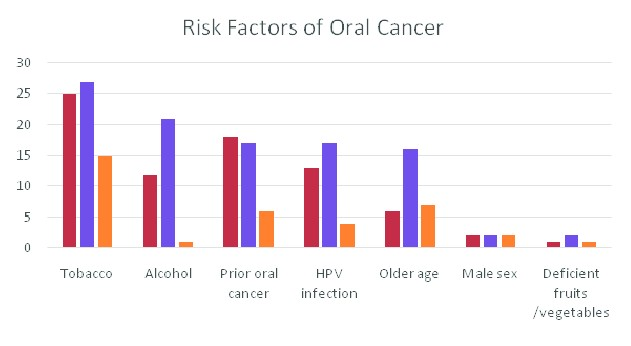 Risk Factors of Oral Cancer
30
25
20
15
10
5
0
Tobacco
Alcohol
Prior oral
cancer
HPV
infection
Older age
Male sex
Deficient
fruits
/vegetables